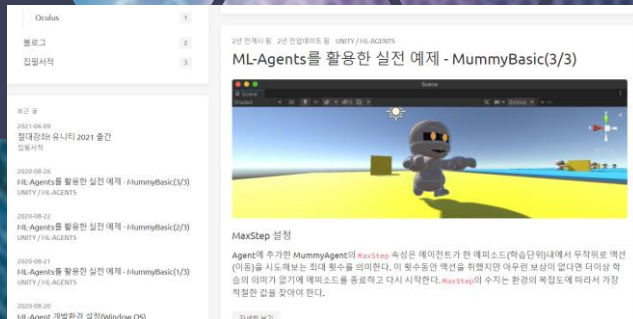 Oculus 1
블로그 2
집필서적 3
최근 글
2021-06-09
절대강좌! 유니티 2021 출간
집필서적
2020-08-26
ML-Agents를 활용한 실전 예제 - MummyBasic(3/3)
UNITY / ML-AGENTS
2020-08-22
ML-Agents를 활용한 실전 예제 - MummyBasic(2/3)
UNITY / ML-AGENTS
2020-08-21
ML-Agents를 활용한 실전 예제 - MummyBasic(1/3)
UNITY / ML-AGENTS
2020-08-20
ML-Agent 개발환경 설정(Window OS)
2년 전게시 됨 2년 전업데이트 됨 UNITY / ML-AGENTS
ML-Agents를 활용한 실전 예제 - MummyBasic(3/3)
Scene
Scene
Shaded 2D Gizmos
MaxStep 설정
Agent에 추가한 MummyAgent의 MaxStep 속성은 에이전트가 한 에피소드(학습단위)내에서 무작위로 액션
(이동)을 시도해보는 최대 횟수를 의미한다. 이 횟수동안 액션을 취했지만 아무런 보상이 없다면 더이상 학
습의 의미가 없기에 에피소드를 종료하고 다시 시작한다. MaxStep의 수치는 환경의 복잡도에 따라서 가장
적절한 값을 찾아야 한다.
자세히 보기